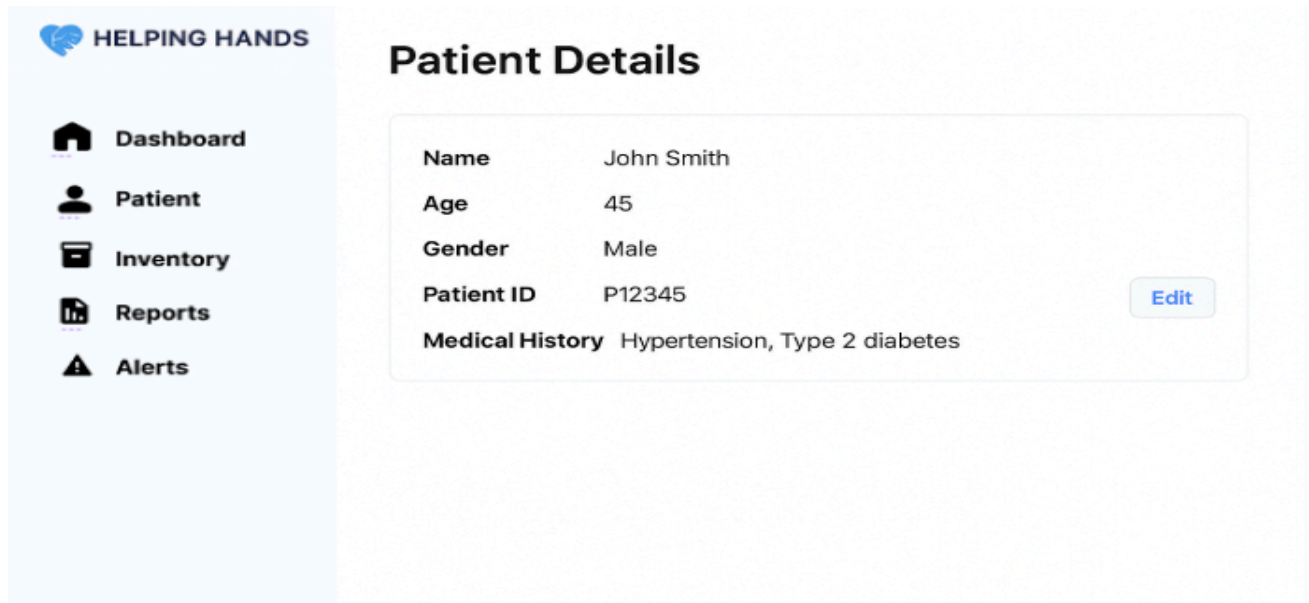 HELPING HANDS
Dashboard
Patient
Inventory
Reports
Alerts
Patient Details
Name John Smith
Age 45
Gender Male
Patient ID P12345
Edit
Medical History Hypertension, Type 2 diabetes